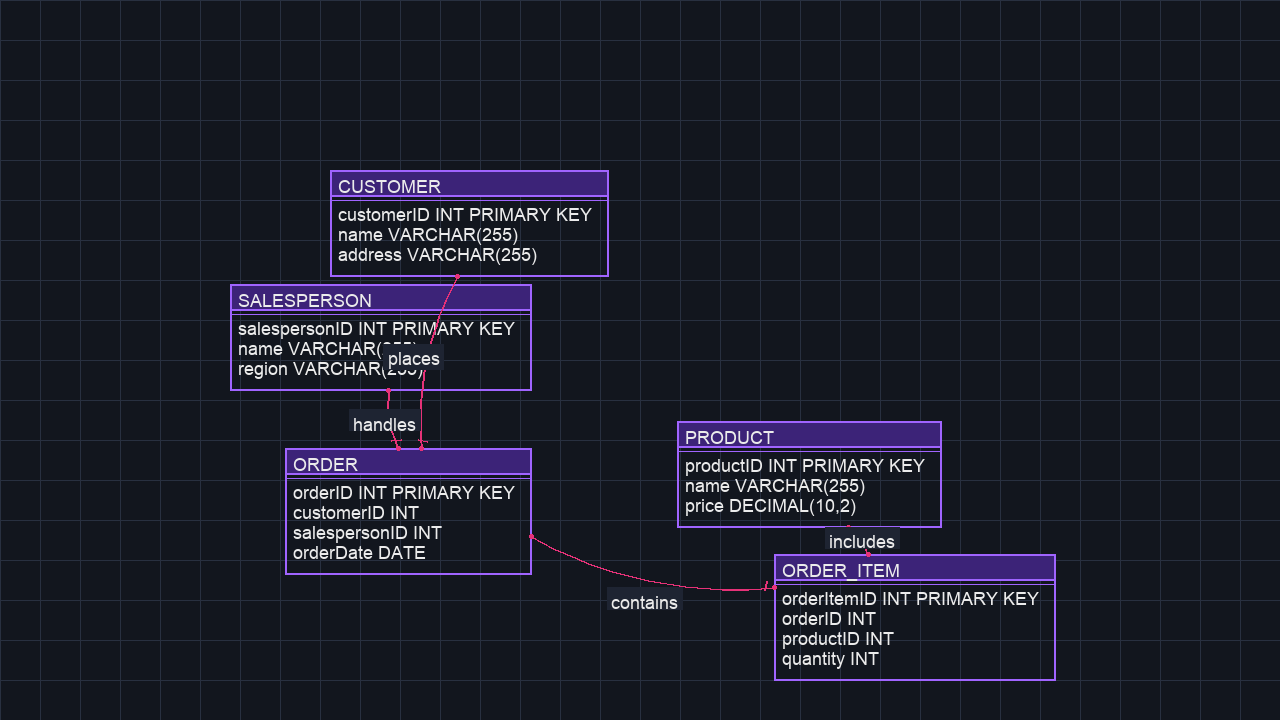 CUSTOMER
customerID INT PRIMARY KEY
name VARCHAR(255)
address VARCHAR(255)
SALESPERSON
salespersonID INT PRIMARY KEY
name VARCHAR(255)
region VARCHAR(255)
places
handles
ORDER
orderID INT PRIMARY KEY
customerID INT
salespersonID INT
orderDate DATE
PRODUCT
productID INT PRIMARY KEY
name VARCHAR(255)
price DECIMAL(10,2)
includes
ORDER_ITEM
orderItemID INT PRIMARY KEY
orderID INT
productID INT
quantity INT
contains